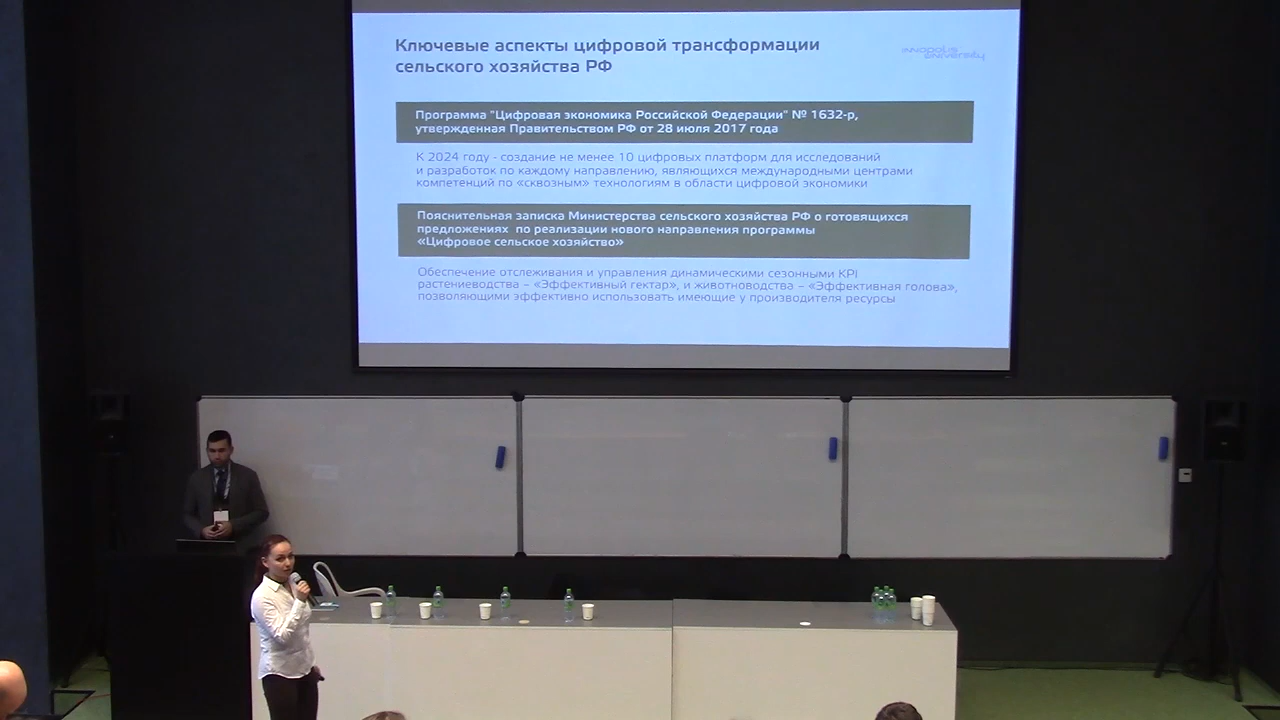 Ключевые аспекты цифровой трансформации
сельского хозяйства РФ
innopolis
university
Программа "Цифровая экономика Российской Федерации" № 1632-р,
утвержденная Правительством РФ от 28 июля 2017 года
К 2024 году - создание не менее 10 цифровых платформ для исследований
и разработок по каждому направлению, являющихся международными центрами
компетенций по «сквозным» технологиям в области цифровой экономики
Пояснительная записка Министерства сельского хозяйства РФ о готовящихся
предложениях по реализации нового направления программы
«Цифровое сельское хозяйство»
Обеспечение отслеживания и управления динамическими сезонными KPI
растениеводства – «Эффективный гектар», и животноводства – «Эффективная голова»,
позволяющими эффективно использовать имеющие у производителя ресурсы